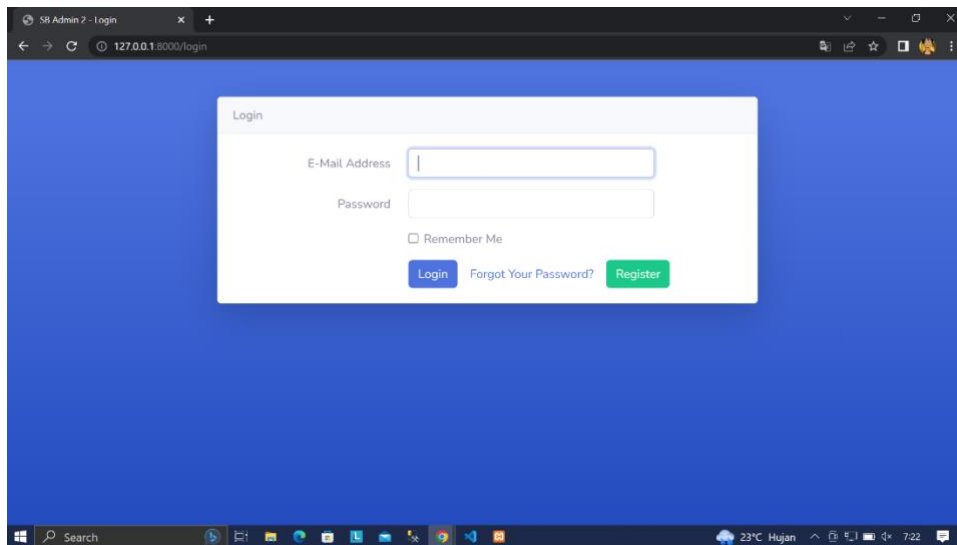 SB Admin 2 - Login
127.0.0.1:8000/login
Login
E-Mail Address
Password
Remember Me
Login Forgot Your Password? Register
Search 23°C Hujan 7:22